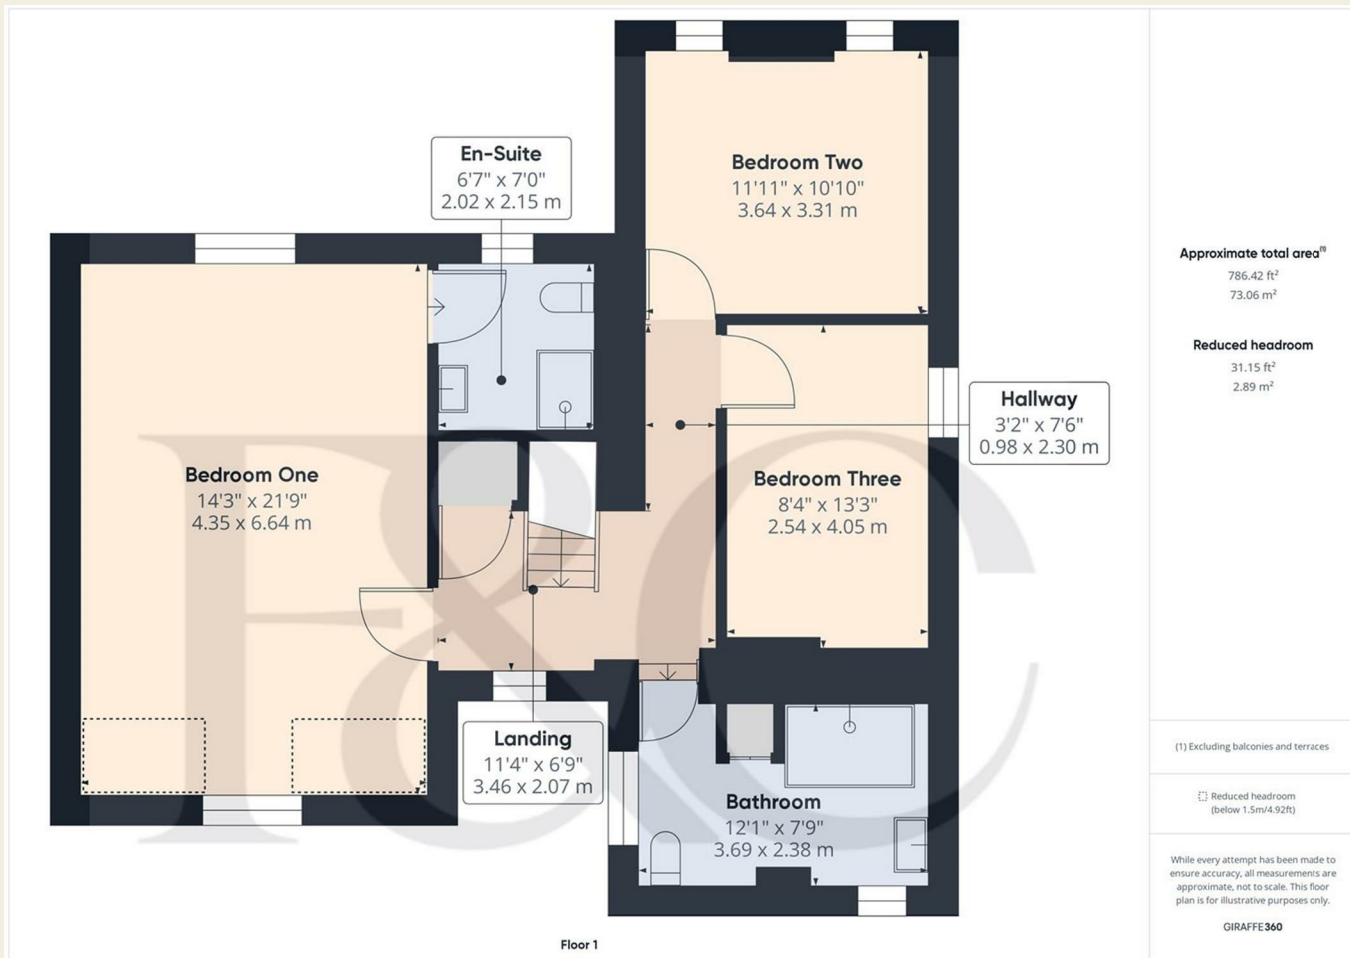 En-Suite
6'7" x 7'0"
2.02 x 2.15 m
Bedroom Two
11'11" x 10'10"
3.64 x 3.31 m
Bedroom One
14'3" x 21'9"
4.35 x 6.64 m
Hallway
3'2" x 7'6"
0.98 x 2.30 m
Bedroom Three
8'4" x 13'3"
2.54 x 4.05 m
Landing
11'4" x 6'9"
3.46 x 2.07 m
Bathroom
12'1" x 7'9"
3.69 x 2.38 m
F&C
Floor 1
Approximate total area(1)
786.42 ft²
73.06 m²
Reduced headroom
31.15 ft²
2.89 m²
(1) Excluding balconies and terraces
Reduced headroom
(below 1.5m/4.92ft)
While every attempt has been made to
ensure accuracy, all measurements are
approximate, not to scale. This floor
plan is for illustrative purposes only.
GIRAFFE360